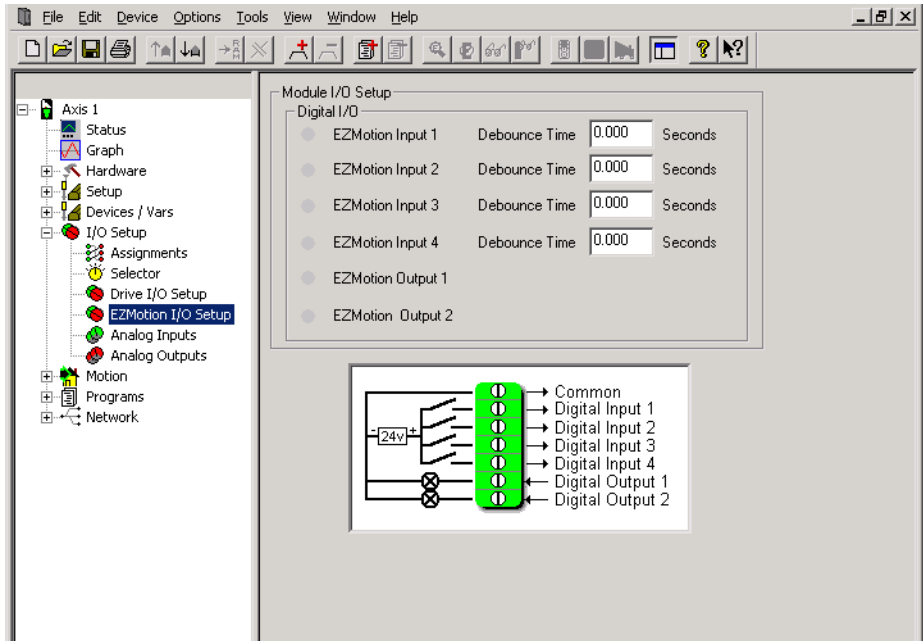 File Edit Device Options Tools View Window Help
Axis 1
Status
Graph
Hardware
Setup
Devices / Vars
I/O Setup
Assignments
Selector
Drive I/O Setup
EZMotion I/O Setup
Analog Inputs
Analog Outputs
Motion
Programs
Network
Module I/O Setup
Digital I/O
EZMotion Input 1 Debounce Time 0.000 Seconds
EZMotion Input 2 Debounce Time 0.000 Seconds
EZMotion Input 3 Debounce Time 0.000 Seconds
EZMotion Input 4 Debounce Time 0.000 Seconds
EZMotion Output 1
EZMotion Output 2
Common
Digital Input 1
Digital Input 2
Digital Input 3
Digital Input 4
Digital Output 1
Digital Output 2
- 24v +